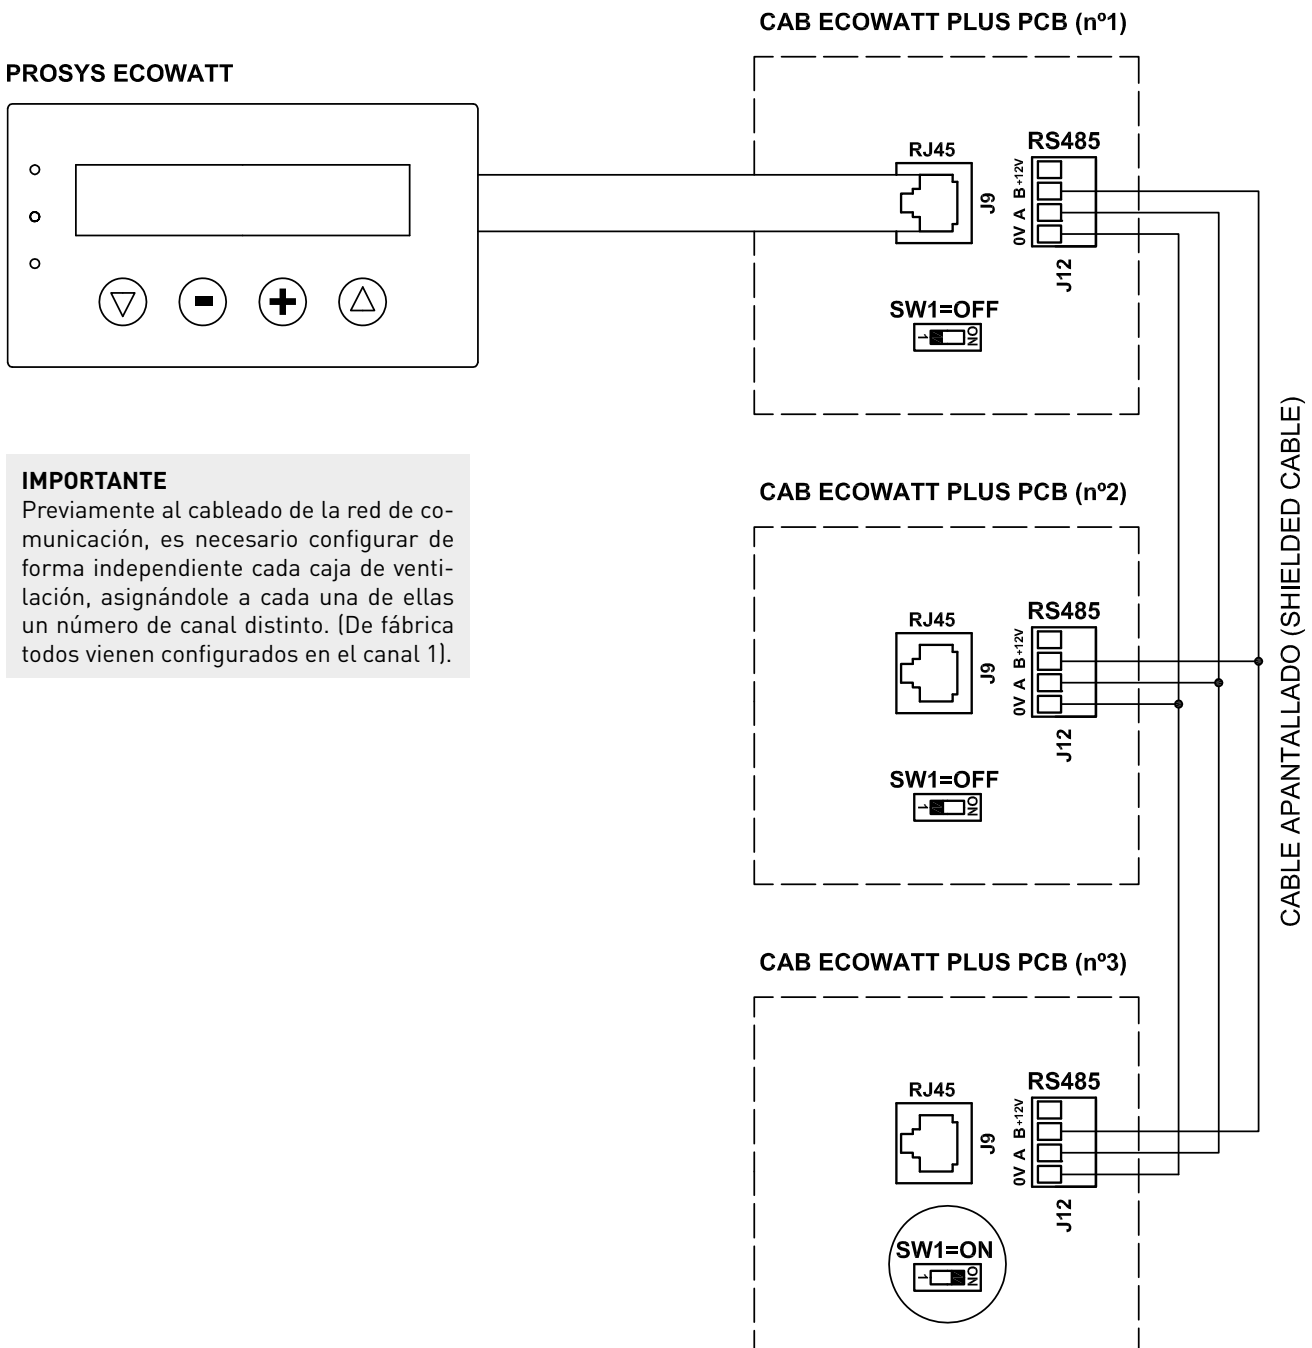 CAB ECOWATT PLUS PCB (nº1)
PROSYS ECOWATT
RJ45
RS485
J9
0V A B +12V
J12
SW1=OFF
1
ON
IMPORTANTE
Previamente al cableado de la red de co-
municación, es necesario configurar de
forma independiente cada caja de venti-
lación, asignándole a cada una de ellas
un número de canal distinto. (De fábrica
todos vienen configurados en el canal 1).
CAB ECOWATT PLUS PCB (nº2)
RJ45
RS485
J9
0V A B +12V
J12
SW1=OFF
1
ON
CABLE APANTALLADO (SHIELDED CABLE)
CAB ECOWATT PLUS PCB (nº3)
RJ45
RS485
J9
0V A B +12V
J12
SW1=ON
1
ON